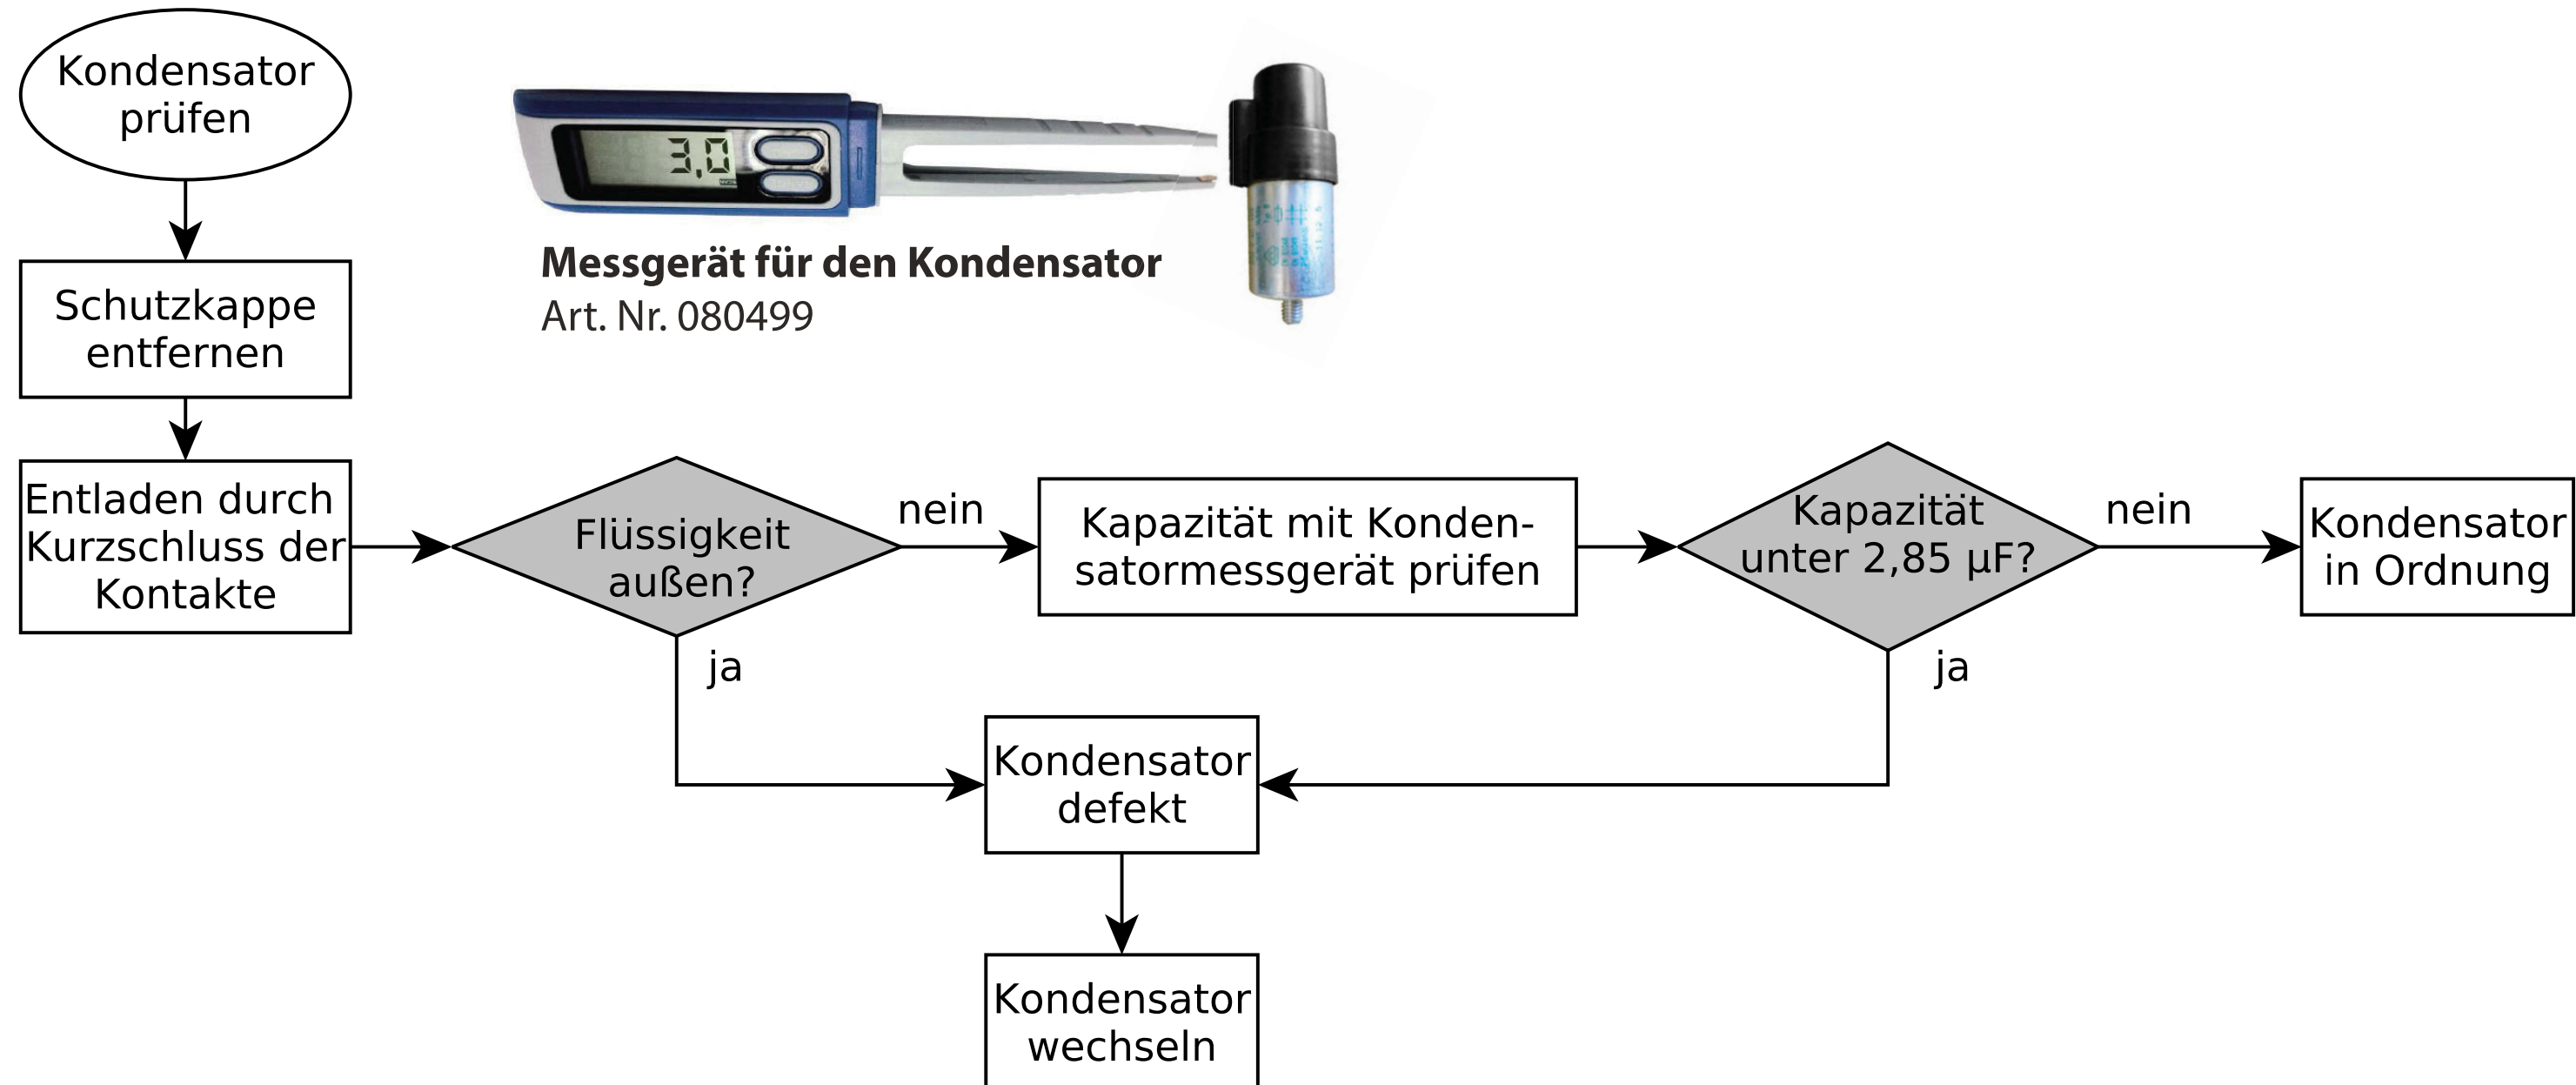 Kondensator
prüfen
3,0
Messgerät für den Kondensator
Art. Nr. 080499
Schutzkappe
entfernen
Entladen durch
Kurzschluss der
Kontakte
Flüssigkeit
außen?
nein
ja
Kapazität mit Konden-
satormessgerät prüfen
Kapazität
unter 2,85 µF?
nein
ja
Kondensator
in Ordnung
Kondensator
defekt
Kondensator
wechseln